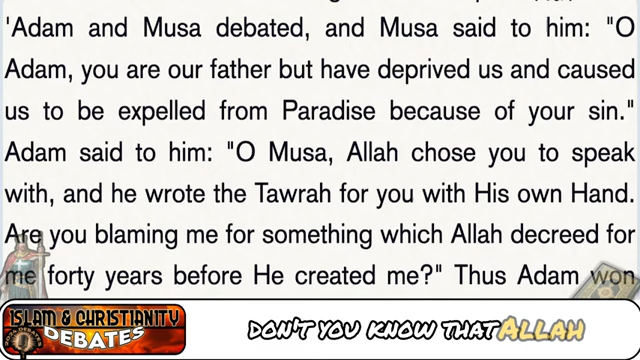 'Adam and Musa debated, and Musa said to him: "O
Adam, you are our father but have deprived us and caused
us to be expelled from Paradise because of your sin."
Adam said to him: "O Musa, Allah chose you to speak
with, and he wrote the Tawrah for you with His own Hand.
Are you blaming me for something which Allah decreed for
me forty years before He created me?" Thus Adam won
ISLAM & CHRISTIANITY
DEBATES
DON'T YOU KNOW THAT ALLAH